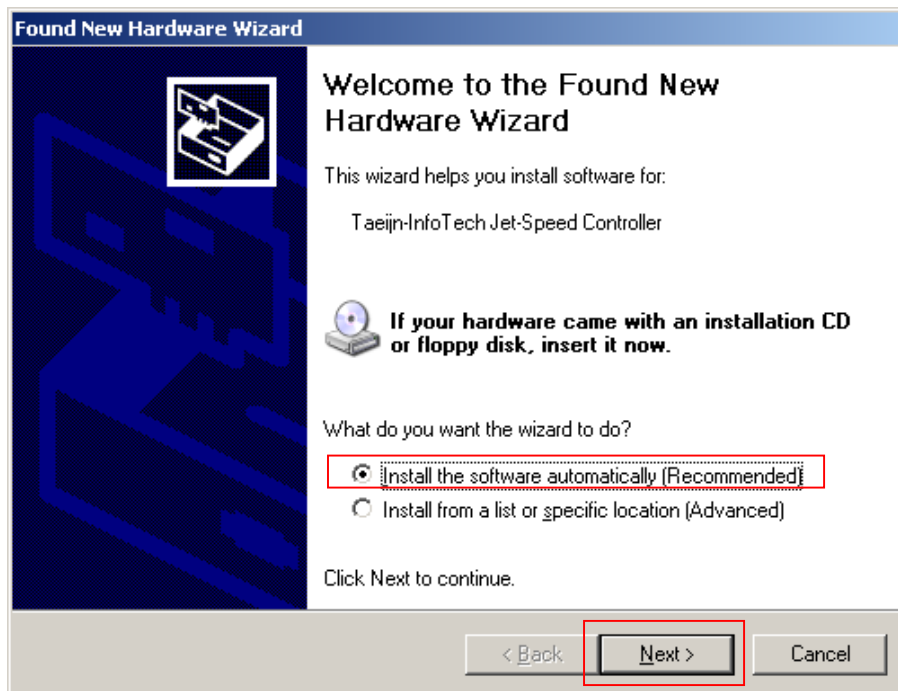 Found New Hardware Wizard
Welcome to the Found New
Hardware Wizard
This wizard helps you install software for:
Taeijn-InfoTech Jet-Speed Controller
If your hardware came with an installation CD
or floppy disk, insert it now.
What do you want the wizard to do?
Install the software automatically (Recommended)
Install from a list or specific location (Advanced)
Click Next to continue.
< Back Next > Cancel